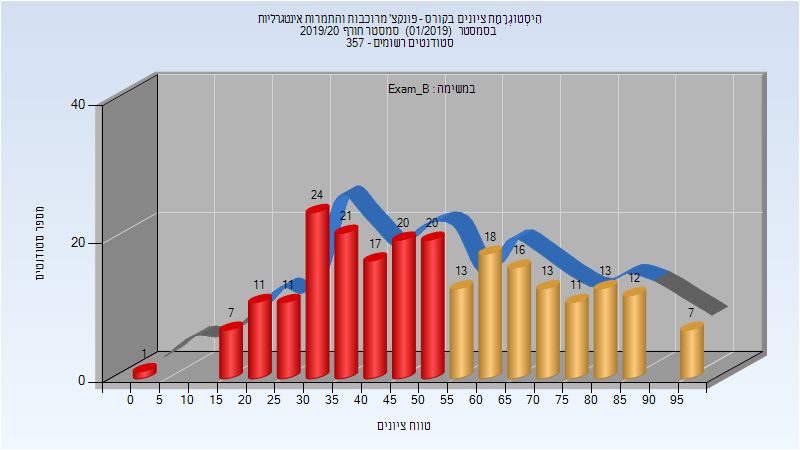 היסטוגרמת ציונים בקורס - פונקצ' מרוכבות והתמרות אינטגרליות
בסמסטר (01/2019) סמסטר חורף 2019/20
סטודנטים רשומים - 357
במשימה : Exam_B
מספר סטודנטים
40
20
0
1
7
11
11
24
21
17
20
20
13
18
16
13
11
13
12
7
0 5 10 15 20 25 30 35 40 45 50 55 60 65 70 75 80 85 90 95
טווח ציונים